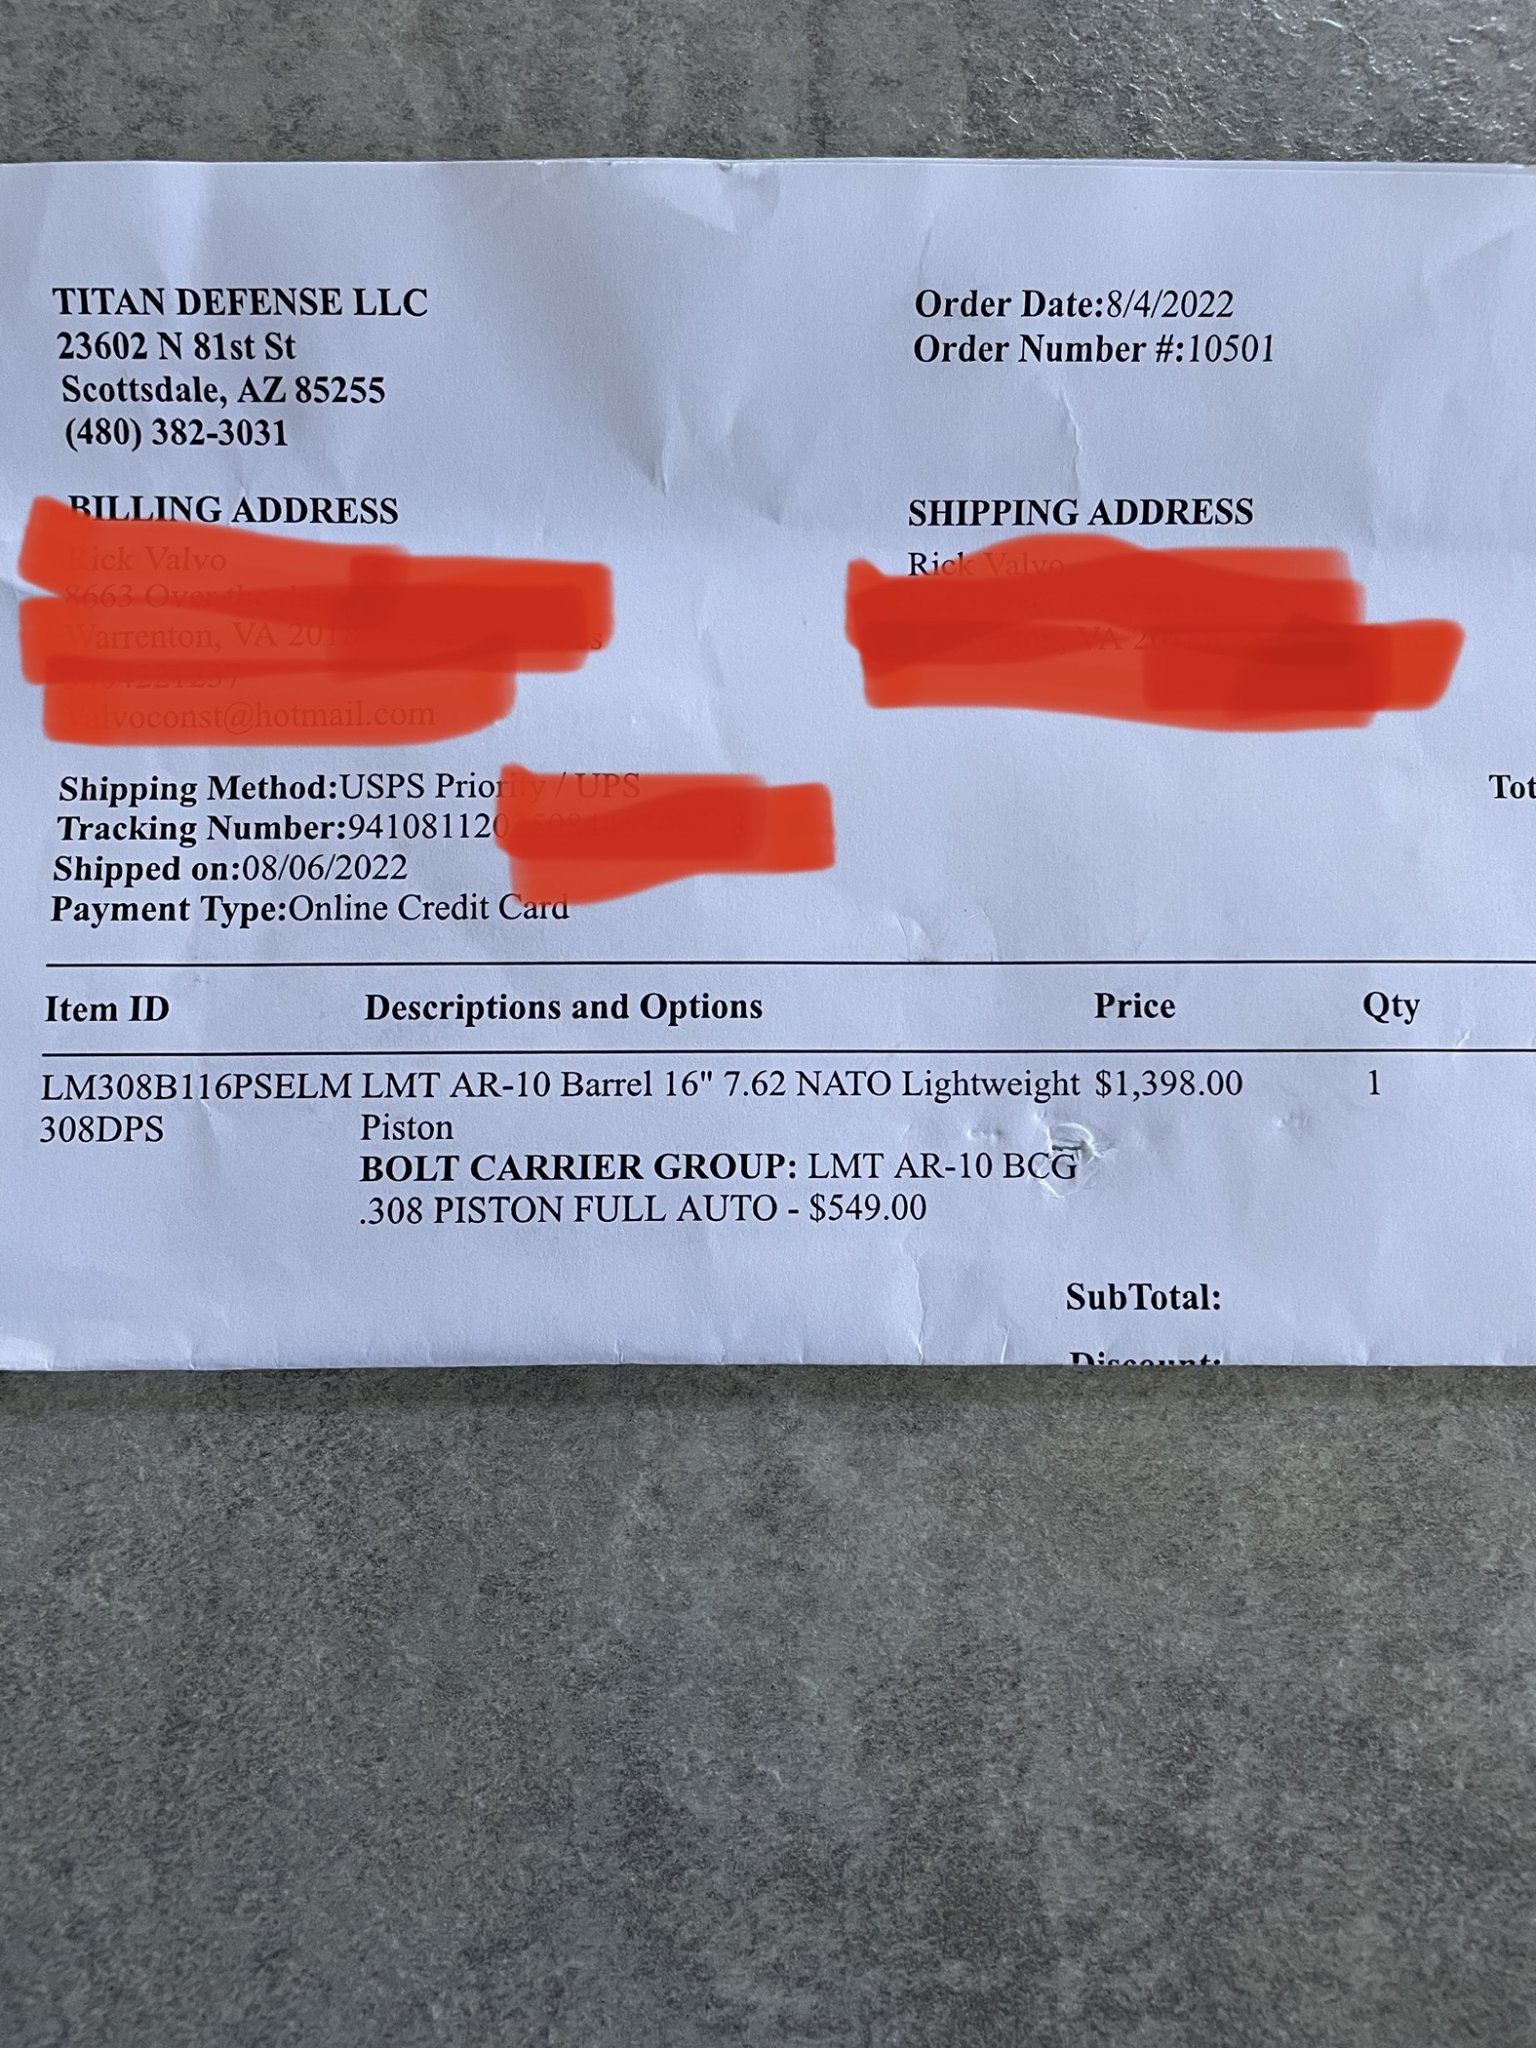 TITAN DEFENSE LLC
23602 N 81st St
Scottsdale, AZ 85255
(480) 382-3031
Order Date:8/4/2022
Order Number #:10501
BILLING ADDRESS
SHIPPING ADDRESS
Shipping Method:USPS Priority / UPS
Tot
Tracking Number:
Shipped on:08/06/2022
Payment Type:Online Credit Card
Item ID Descriptions and Options Price Qty
LM308B116PSELM LMT AR-10 Barrel 16" 7.62 NATO Lightweight $1,398.00 1
308DPS Piston
BOLT CARRIER GROUP: LMT AR-10 BCG
.308 PISTON FULL AUTO - $549.00
SubTotal:
Discount: